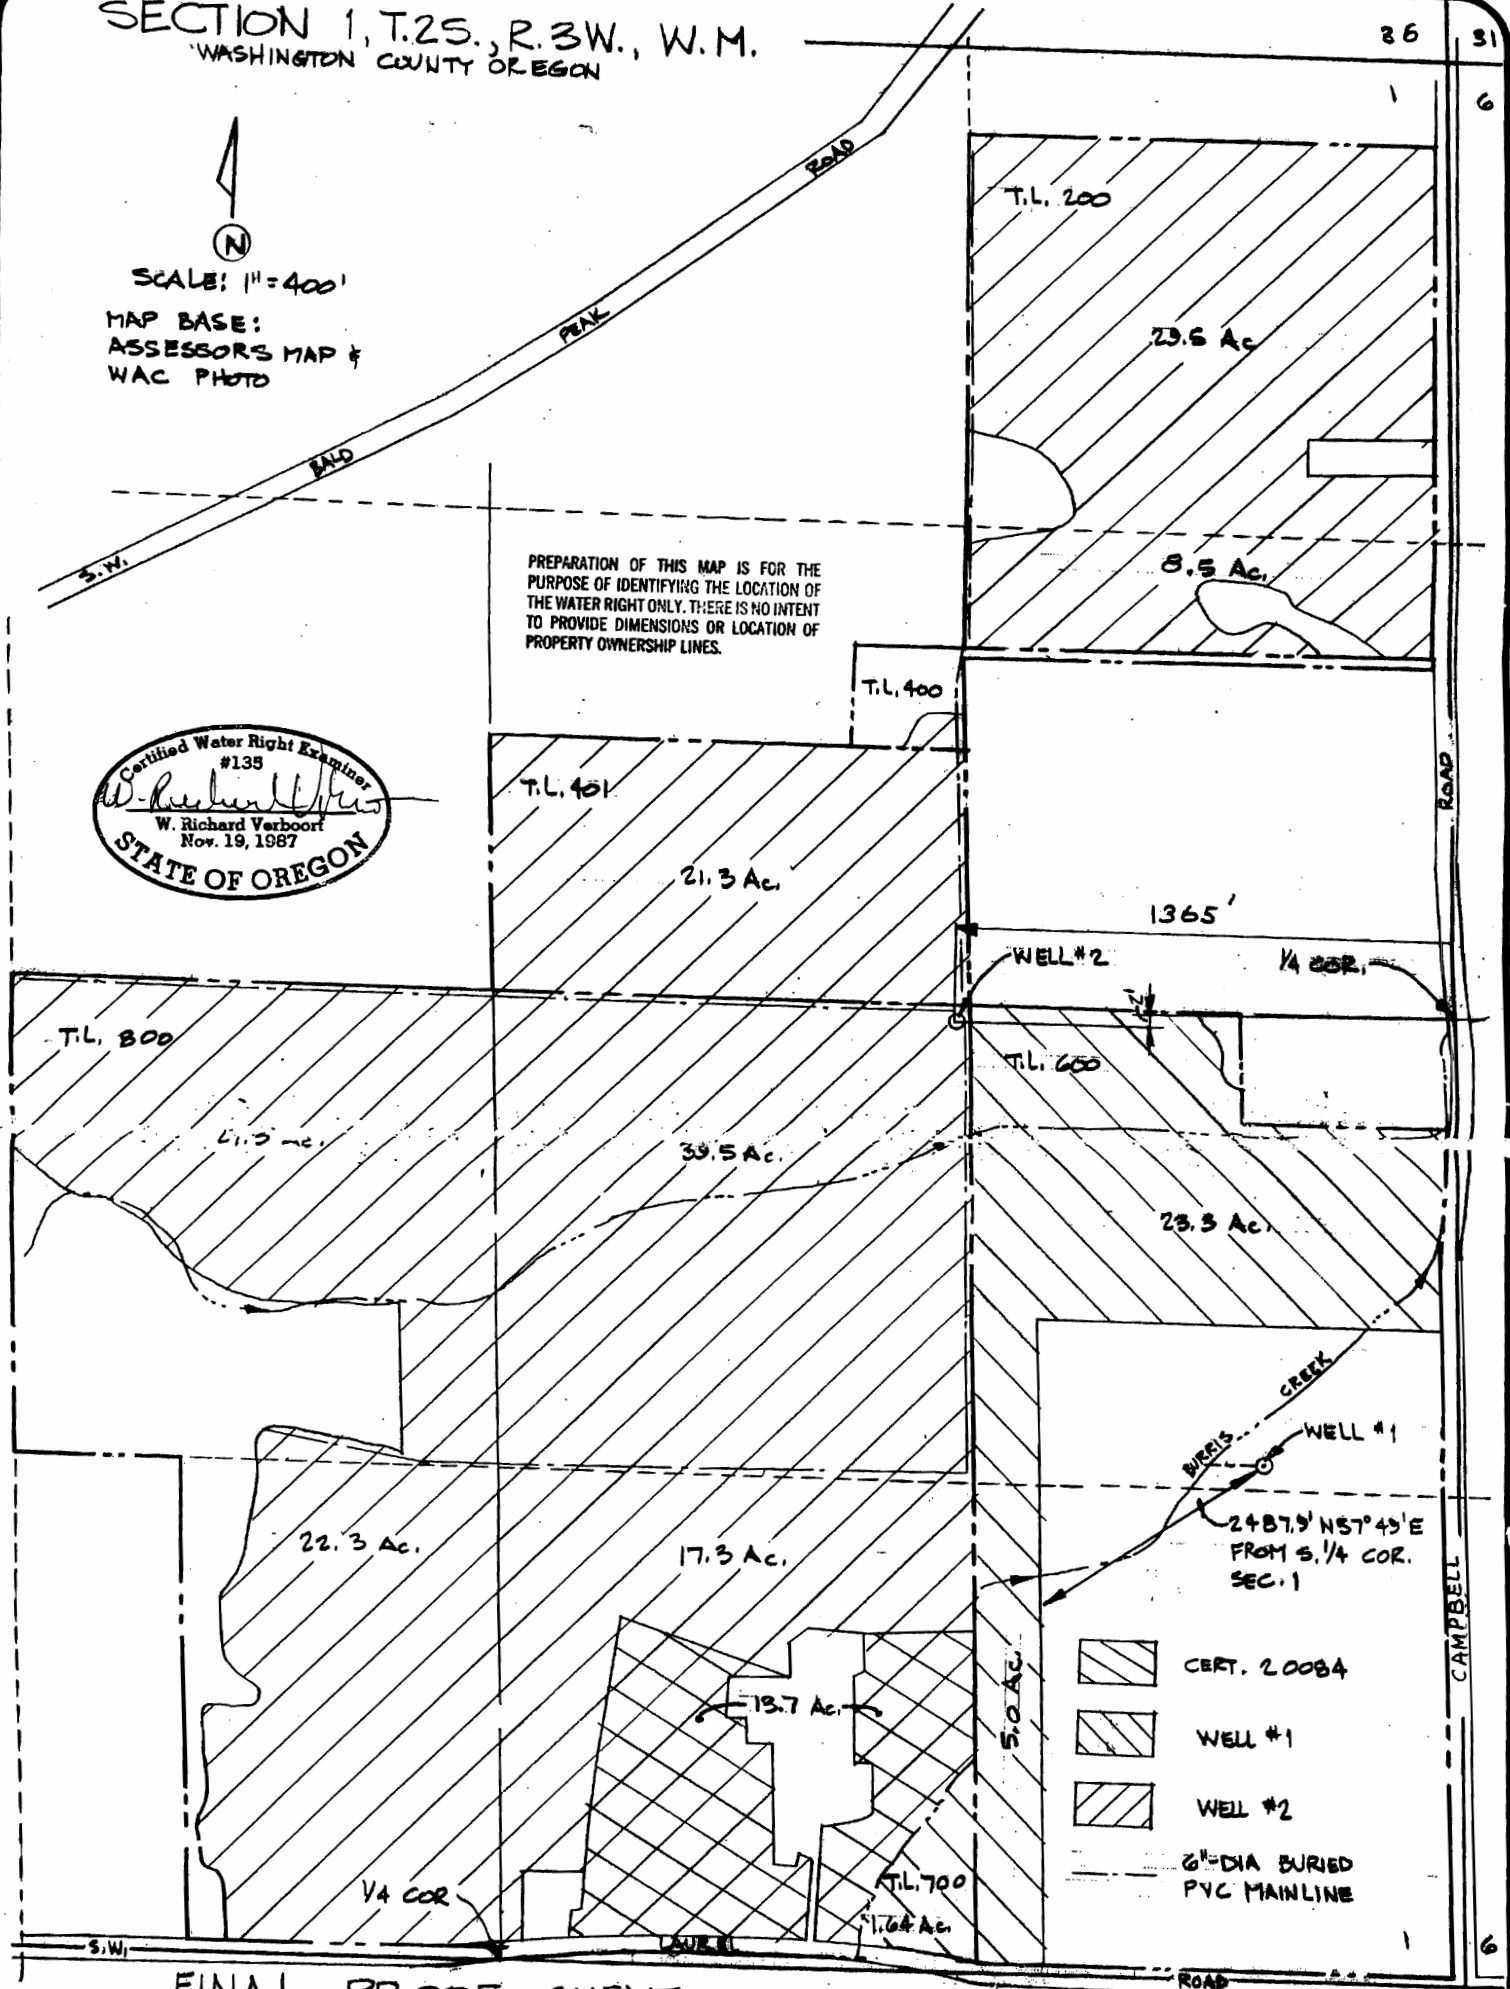 SECTION 1, T.2S., R.3W., W.M.
WASHINGTON COUNTY OREGON
36
31
1
6
N
SCALE: 1"=400'
MAP BASE:
ASSESSORS MAP &
WAC PHOTO
ROAD
PEAK
BALD
S.W.
T.L. 200
29.5 Ac
8.5 Ac.
PREPARATION OF THIS MAP IS FOR THE
PURPOSE OF IDENTIFYING THE LOCATION OF
THE WATER RIGHT ONLY. THERE IS NO INTENT
TO PROVIDE DIMENSIONS OR LOCATION OF
PROPERTY OWNERSHIP LINES.
T.L. 400
Certified Water Right Examiner
#135
W. Richard Verboort
Nov. 19, 1987
STATE OF OREGON
T.L. 401
21.3 Ac.
ROAD
1365'
WELL #2
1/4 COR.
T.L. 800
T.L. 600
39.5 Ac.
23.3 Ac.
BURRIS CREEK
WELL #1
22.3 Ac.
17.3 Ac.
2487.9' N57°49'E
FROM S. 1/4 COR.
SEC. 1
CAMPBELL
5.0 Ac.
CERT. 20084
13.7 Ac.
WELL #1
WELL #2
6"-DIA BURIED
PVC MAINLINE
1/4 COR
T.L. 700
1.64 Ac.
S.W.
LAUREL
ROAD
1
6
FINAL